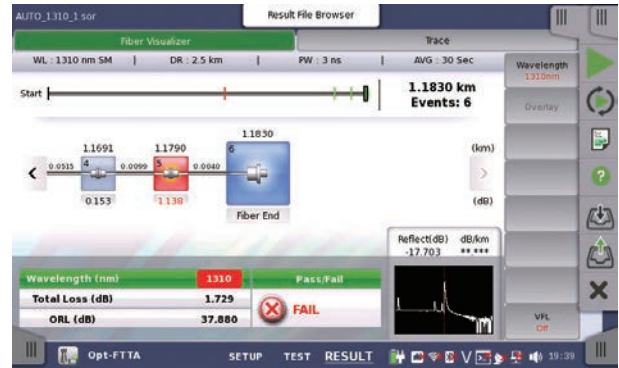 AUTO_1310_1.sor
Result File Browser
Fiber Visualizer
Trace
WL : 1310 nm SM | DR : 2.5 km | PW : 3 ns | AVG : 30 Sec
Wavelength
1310nm
Start
1.1830 km
Events: 6
Overlay
1.1691 1.1790 1.1830 (km)
4 5 6
0.0515 0.0099 0.0040
0.153 1.138 (dB)
Fiber End
Reflect(dB) dB/km
-17.703 **.***
Wavelength (nm) 1310 Pass/Fail
Total Loss (dB) 1.729
FAIL
ORL (dB) 37.880
VFL
Off
Opt-FTTA SETUP TEST RESULT 19:39